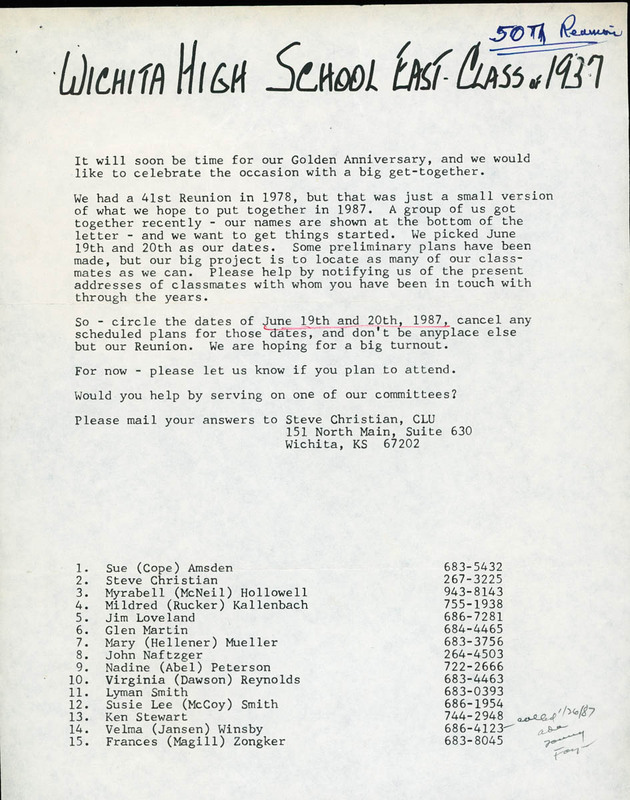 50th Reunion
WICHITA HIGH SCHOOL EAST - CLASS of 1937
It will soon be time for our Golden Anniversary, and we would
like to celebrate the occasion with a big get-together.
We had a 41st Reunion in 1978, but that was just a small version
of what we hope to put together in 1987.  A group of us got
together recently - our names are shown at the bottom of the
letter - and we want to get things started.  We picked June
19th and 20th as our dates.  Some preliminary plans have been
made, but our big project is to locate as many of our class-
mates as we can.  Please help by notifying us of the present
addresses of classmates with whom you have been in touch with
through the years.
So - circle the dates of June 19th and 20th, 1987, cancel any
scheduled plans for those dates, and don't be anyplace else
but our Reunion.  We are hoping for a big turnout.
For now - please let us know if you plan to attend.
Would you help by serving on one of our committees?
Please mail your answers to Steve Christian, CLU
151 North Main, Suite 630
Wichita, KS  67202
1. Sue (Cope) Amsden 683-5432
2. Steve Christian 267-3225
3. Myrabell (McNeil) Hollowell 943-8143
4. Mildred (Rucker) Kallenbach 755-1938
5. Jim Loveland 686-7281
6. Glen Martin 684-4465
7. Mary (Hellener) Mueller 683-3756
8. John Naftzger 264-4503
9. Nadine (Abel) Peterson 722-2666
10. Virginia (Dawson) Reynolds 683-4463
11. Lyman Smith 683-0393
12. Susie Lee (McCoy) Smith 686-1954
13. Ken Stewart 744-2948
14. Velma (Jansen) Winsby 686-4123
15. Frances (Magill) Zongker 683-8045
called 1/26/87